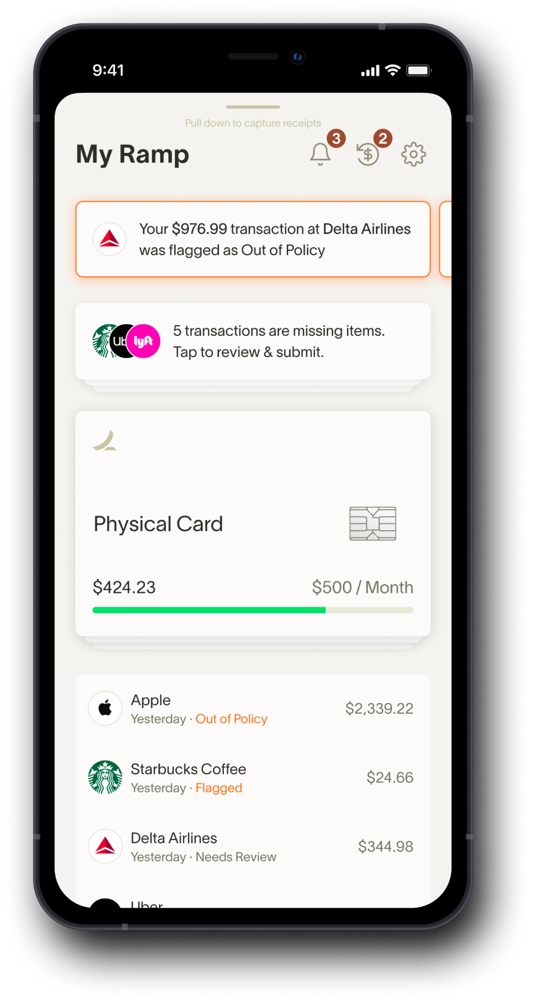 9:41
Pull down to capture receipts
My Ramp
3
2
Your $976.99 transaction at Delta Airlines
was flagged as Out of Policy
Ub
lyft
5 transactions are missing items.
Tap to review & submit.
Physical Card
$424.23
$500 / Month
Apple
Yesterday · Out of Policy
$2,339.22
Starbucks Coffee
Yesterday · Flagged
$24.66
Delta Airlines
Yesterday · Needs Review
$344.98
Uber